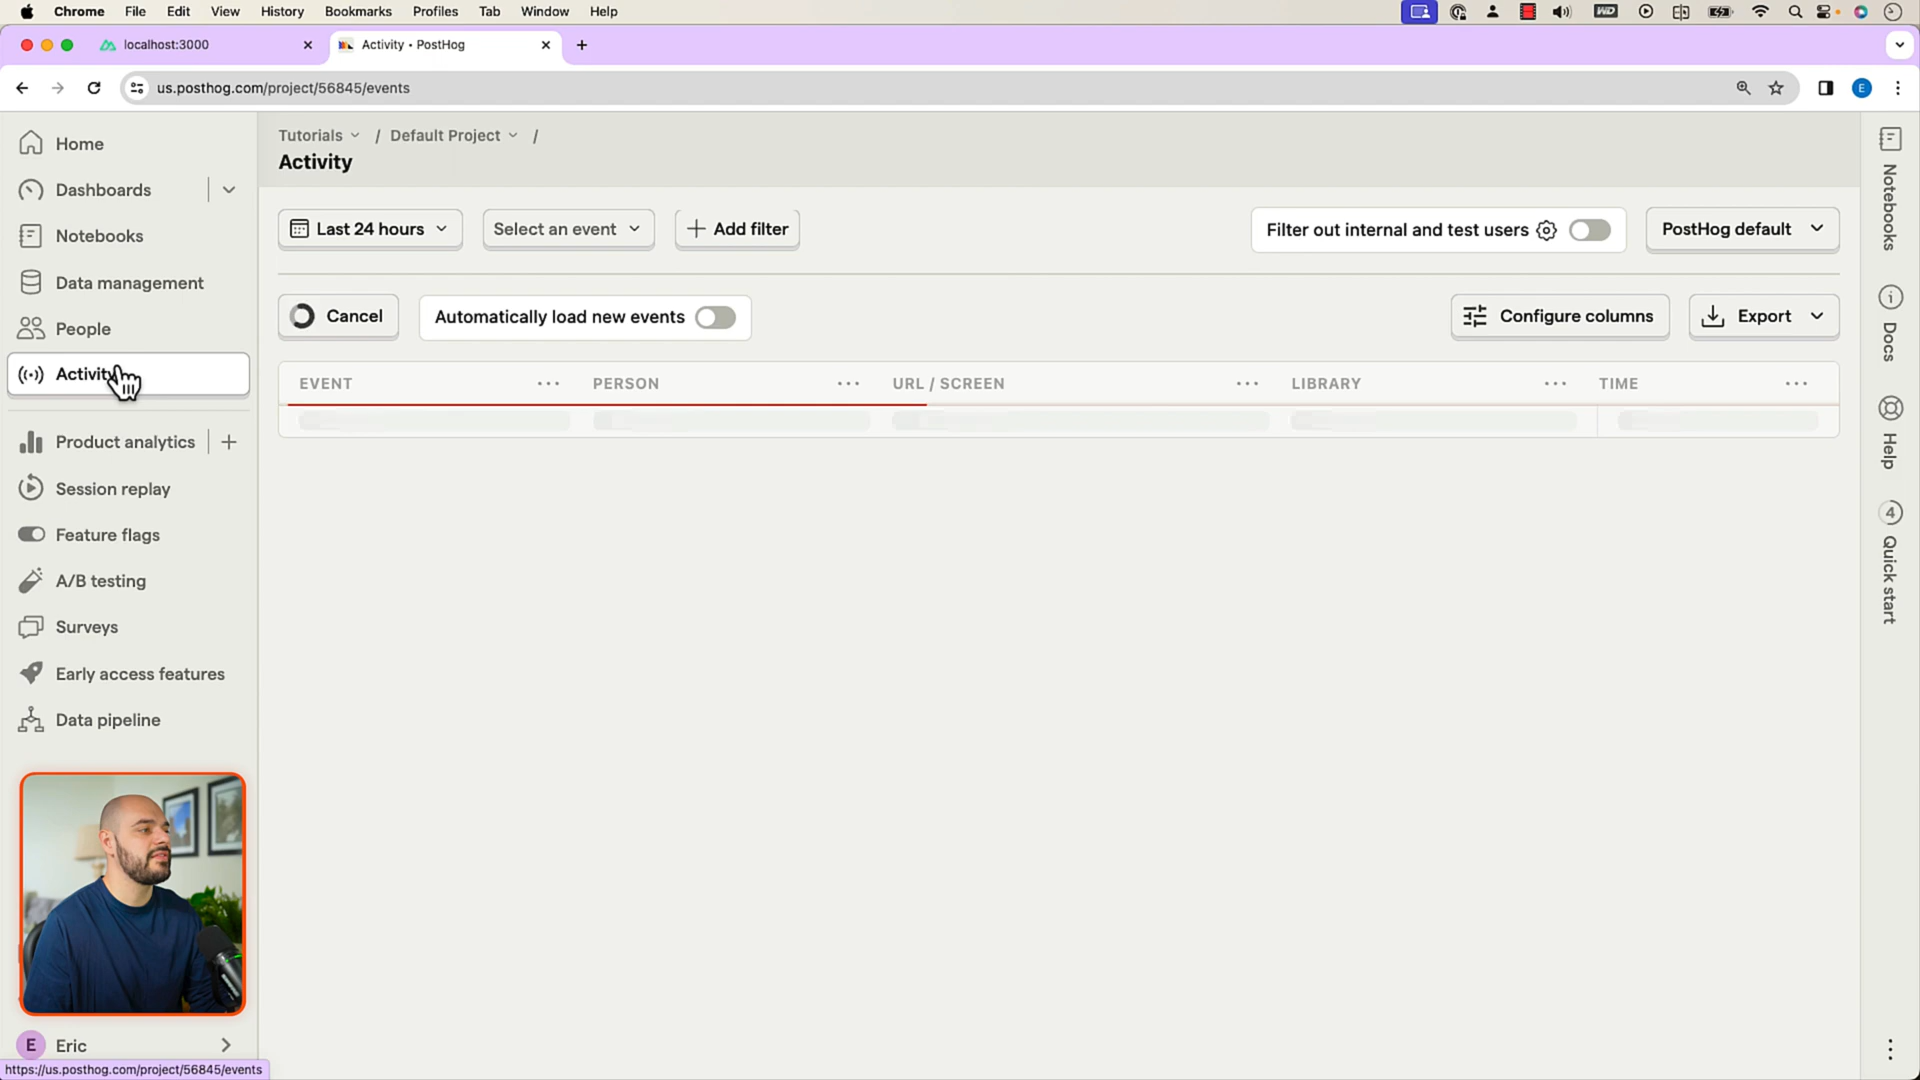 Chrome File Edit View History Bookmarks Profiles Tab Window Help
localhost:3000
Activity • PostHog
us.posthog.com/project/56845/events
E
Home
Dashboards
Notebooks
Data management
People
Activity
Product analytics
Session replay
Feature flags
A/B testing
Surveys
Early access features
Data pipeline
E Eric
https://us.posthog.com/project/56845/events
Tutorials / Default Project /
Activity
Last 24 hours
Select an event
Add filter
Filter out internal and test users
PostHog default
Cancel
Automatically load new events
Configure columns
Export
EVENT PERSON URL / SCREEN LIBRARY TIME
Notebooks
Docs
Help
4
Quick start